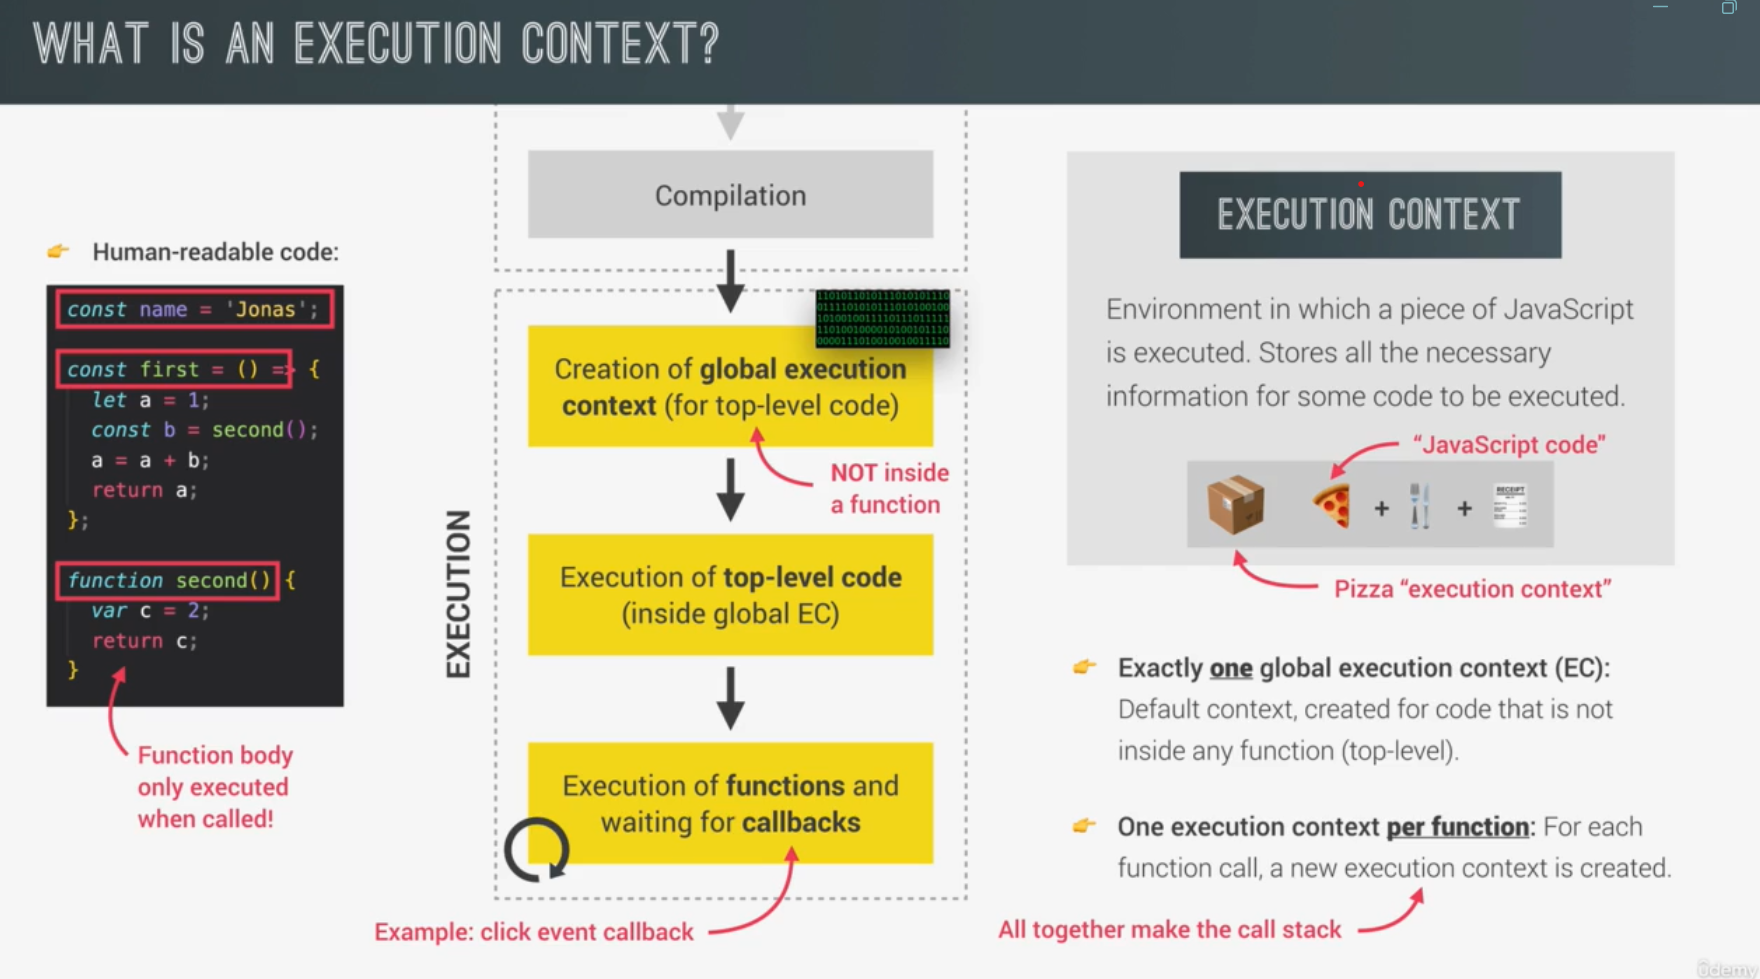 WHAT IS AN EXECUTION CONTEXT?
Human-readable code:
const name = 'Jonas';
const first = () => {
let a = 1;
const b = second();
a = a + b;
return a;
};
function second() {
var c = 2;
return c;
}
Function body
only executed
when called!
EXECUTION
Compilation
1101011010111010101110
0111101010111010100100
1010010011110111011111
1101001000010100101110
0000111010010010011110
Creation of global execution
context (for top-level code)
NOT inside
a function
Execution of top-level code
(inside global EC)
Execution of functions and
waiting for callbacks
Example: click event callback
EXECUTION CONTEXT
Environment in which a piece of JavaScript
is executed. Stores all the necessary
information for some code to be executed.
“JavaScript code”
+
+
RECEIPT
Pizza “execution context”
Exactly one global execution context (EC):
Default context, created for code that is not
inside any function (top-level).
One execution context per function: For each
function call, a new execution context is created.
All together make the call stack
ûdemy